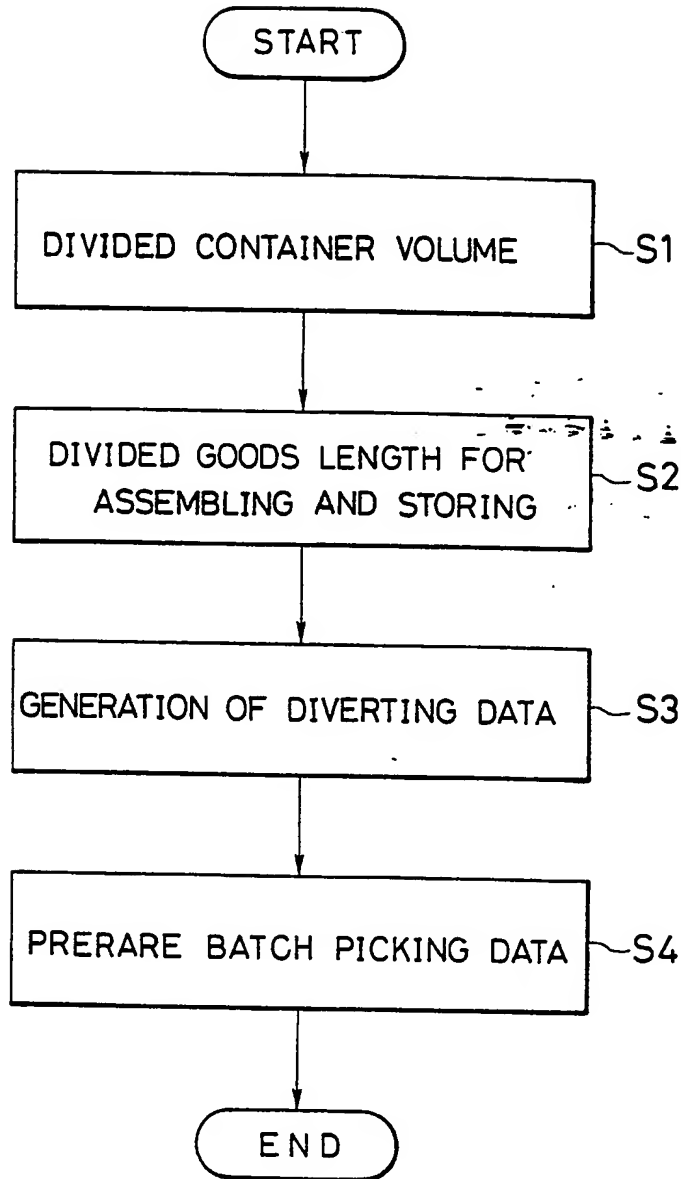 START
DIVIDED CONTAINER VOLUME
S1
DIVIDED GOODS LENGTH FOR
ASSEMBLING AND STORING
S2
GENERATION OF DIVERTING DATA
S3
PRERARE BATCH PICKING DATA
S4
END